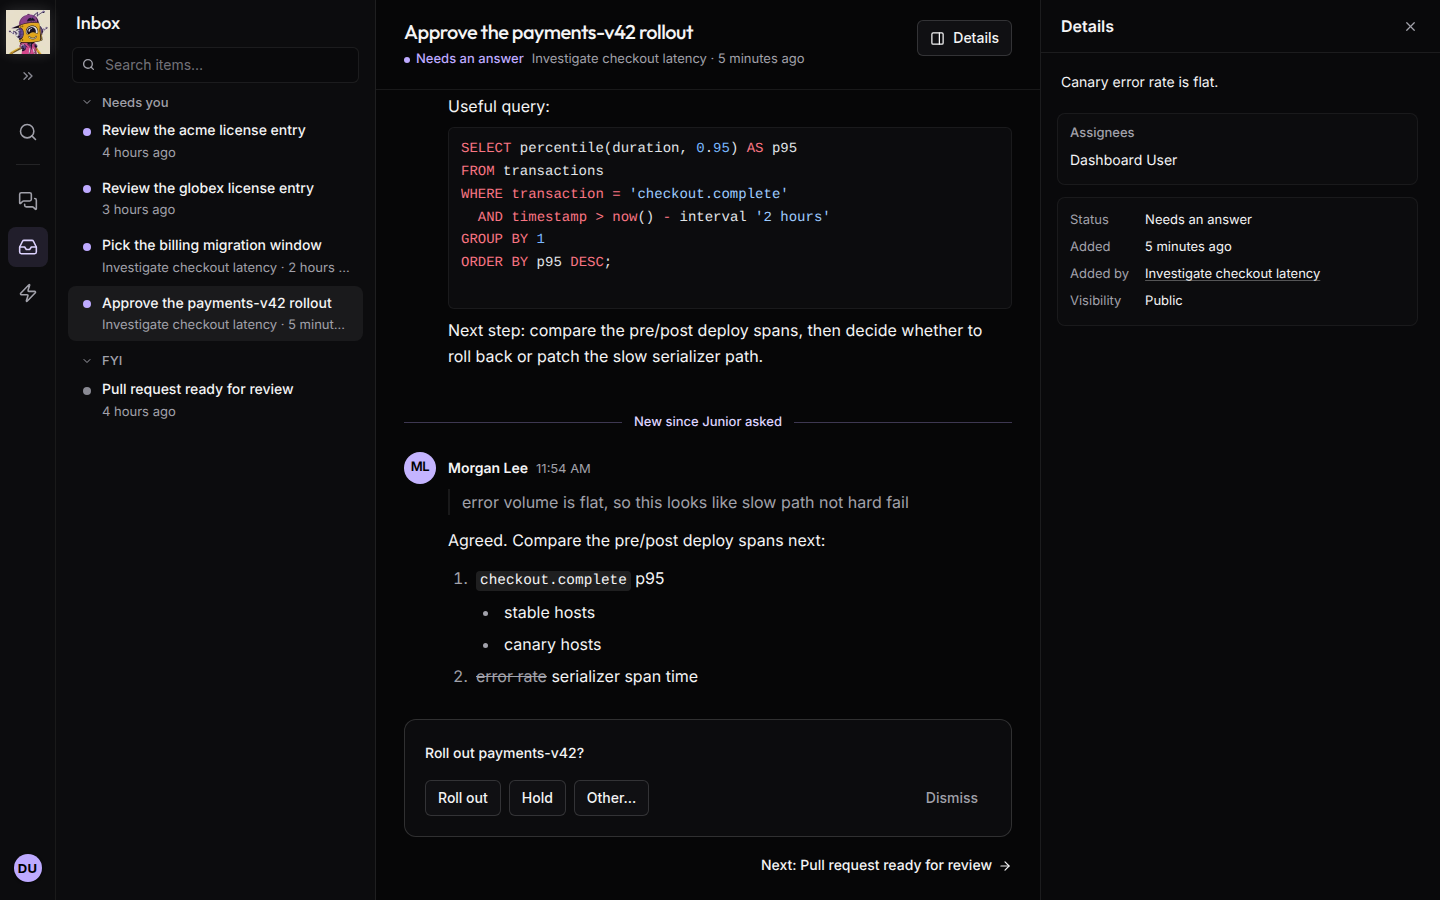 Inbox
Search items...
Needs you
Review the acme license entry
4 hours ago
Review the globex license entry
3 hours ago
Pick the billing migration window
Investigate checkout latency · 2 hours ...
Approve the payments-v42 rollout
Investigate checkout latency · 5 minut...
FYI
Pull request ready for review
4 hours ago
DU
Approve the payments-v42 rollout
Needs an answer Investigate checkout latency · 5 minutes ago
Details
Useful query:
SELECT percentile(duration, 0.95) AS p95
FROM transactions
WHERE transaction = 'checkout.complete'
  AND timestamp > now() - interval '2 hours'
GROUP BY 1
ORDER BY p95 DESC;
Next step: compare the pre/post deploy spans, then decide whether to
roll back or patch the slow serializer path.
New since Junior asked
ML
Morgan Lee 11:54 AM
error volume is flat, so this looks like slow path not hard fail
Agreed. Compare the pre/post deploy spans next:
1. checkout.complete p95
• stable hosts
• canary hosts
2. error rate serializer span time
Roll out payments-v42?
Roll out
Hold
Other...
Dismiss
Next: Pull request ready for review →
Details
Canary error rate is flat.
Assignees
Dashboard User
Status Needs an answer
Added 5 minutes ago
Added by Investigate checkout latency
Visibility Public